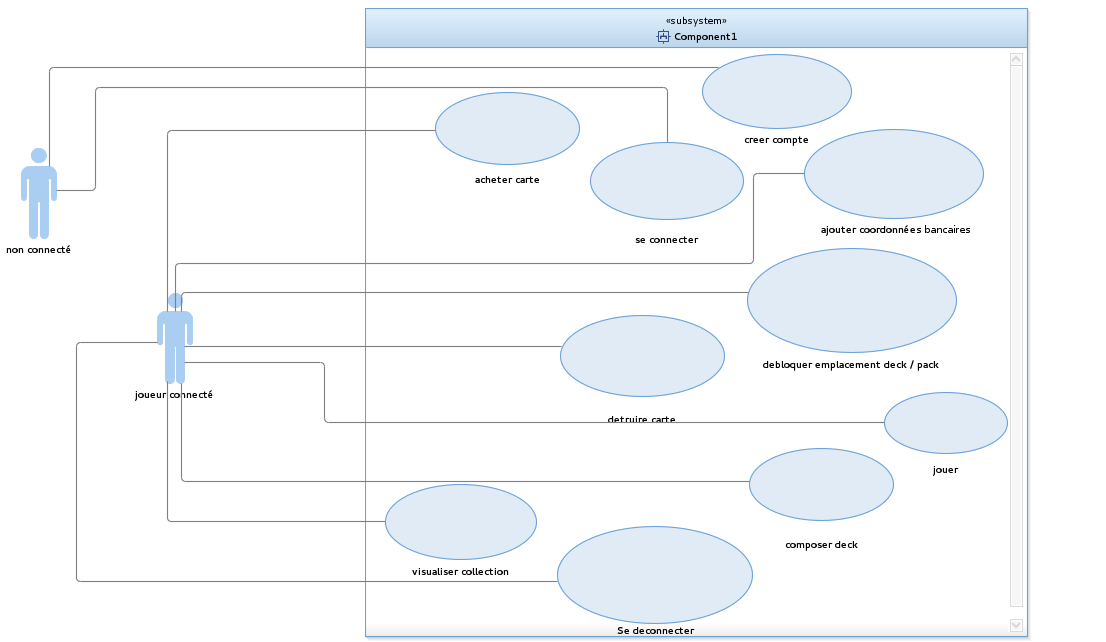 «subsystem»
Component1
creer compte
acheter carte
se connecter
ajouter coordonnées bancaires
non connecté
debloquer emplacement deck / pack
joueur connecté
detruire carte
jouer
composer deck
visualiser collection
Se deconnecter